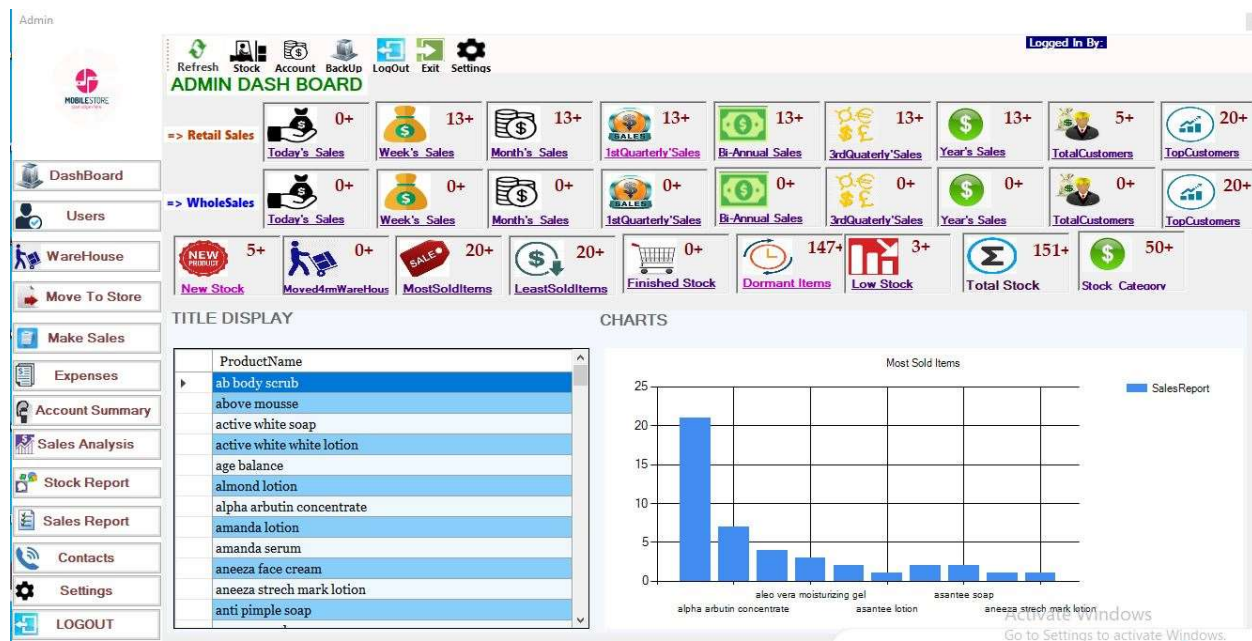 Admin
Logged In By:
Refresh Stock Account BackUp LogOut Exit Settings
ADMIN DASH BOARD
MOBILESTORE
=> Retail Sales
0+ 13+ 13+ 13+ 13+ 13+ 13+ 5+ 20+
Today's Sales Week's Sales Month's Sales 1stQuarterly'Sales Bi-Annual Sales 3rdQuaterly'Sales Year's Sales TotalCustomers TopCustomers
=> WholeSales
0+ 0+ 0+ 0+ 0+ 0+ 0+ 0+ 20+
Today's Sales Week's Sales Month's Sales 1stQuarterly'Sales Bi-Annual Sales 3rdQuaterly'Sales Year's Sales TotalCustomers TopCustomers
SALES
SALES
NEW PRODUCT
SALE
5+ 0+ 20+ 20+ 0+ 147+ 3+ 151+ 50+
New Stock Moved4rmWareHous MostSoldItems LeastSoldItems Finished Stock Dormant Items Low Stock Total Stock Stock Category
DashBoard
Users
WareHouse
Move To Store
Make Sales
Expenses
Account Summary
Sales Analysis
Stock Report
Sales Report
Contacts
Settings
LOGOUT
TITLE DISPLAY
ProductName
ab body scrub
above mousse
active white soap
active white white lotion
age balance
almond lotion
alpha arbutin concentrate
amanda lotion
amanda serum
aneeza face cream
aneeza strech mark lotion
anti pimple soap
CHARTS
Most Sold Items
SalesReport
25
20
15
10
5
0
aleo vera moisturizing gel asantee soap
alpha arbutin concentrate asantee lotion aneeza strech mark lotion
Activate Windows
Go to Settings to activate Windows.